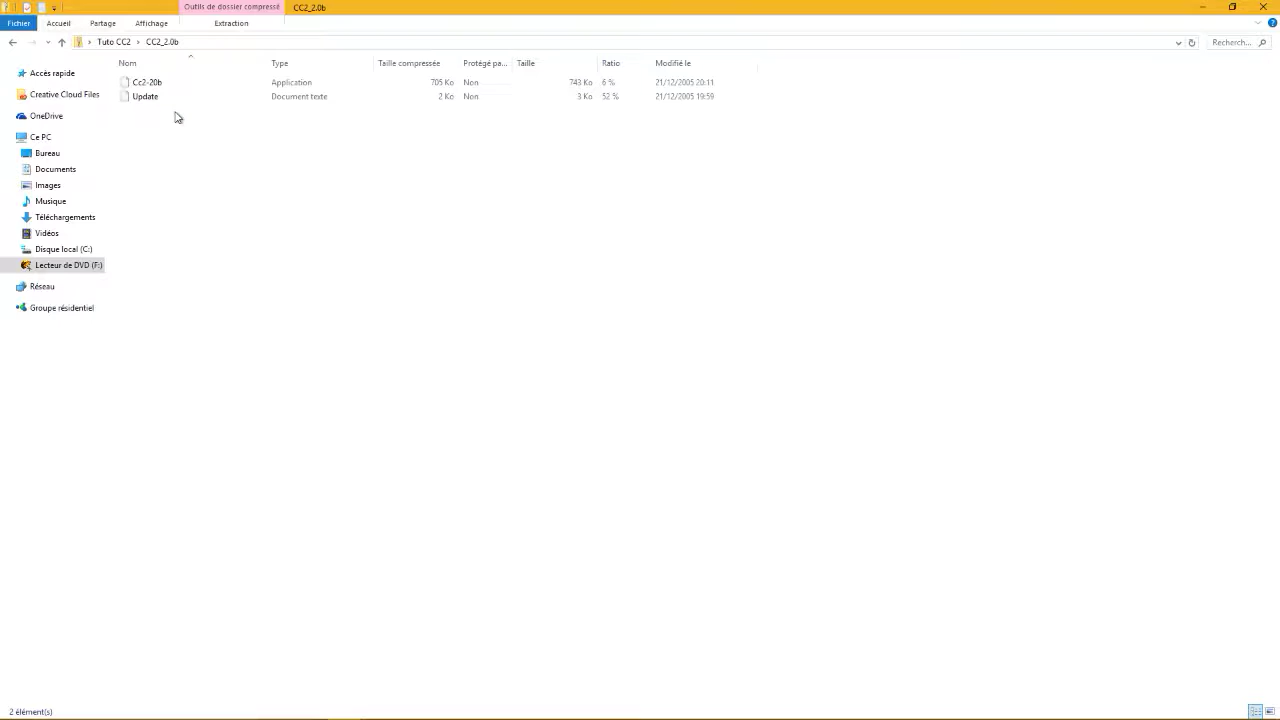 Outils de dossier compressé CC2_2.0b
Fichier Accueil Partage Affichage Extraction
Tuto CC2 CC2_2.0b Recherch...
Nom Type Taille compressée Protégé pa... Taille Ratio Modifié le
Cc2-20b Application 705 Ko Non 743 Ko 6 % 21/12/2005 20:11
Update Document texte 2 Ko Non 3 Ko 52 % 21/12/2005 19:59
Accès rapide
Creative Cloud Files
OneDrive
Ce PC
Bureau
Documents
Images
Musique
Téléchargements
Vidéos
Disque local (C:)
Lecteur de DVD (F:)
Réseau
Groupe résidentiel
2 élément(s)